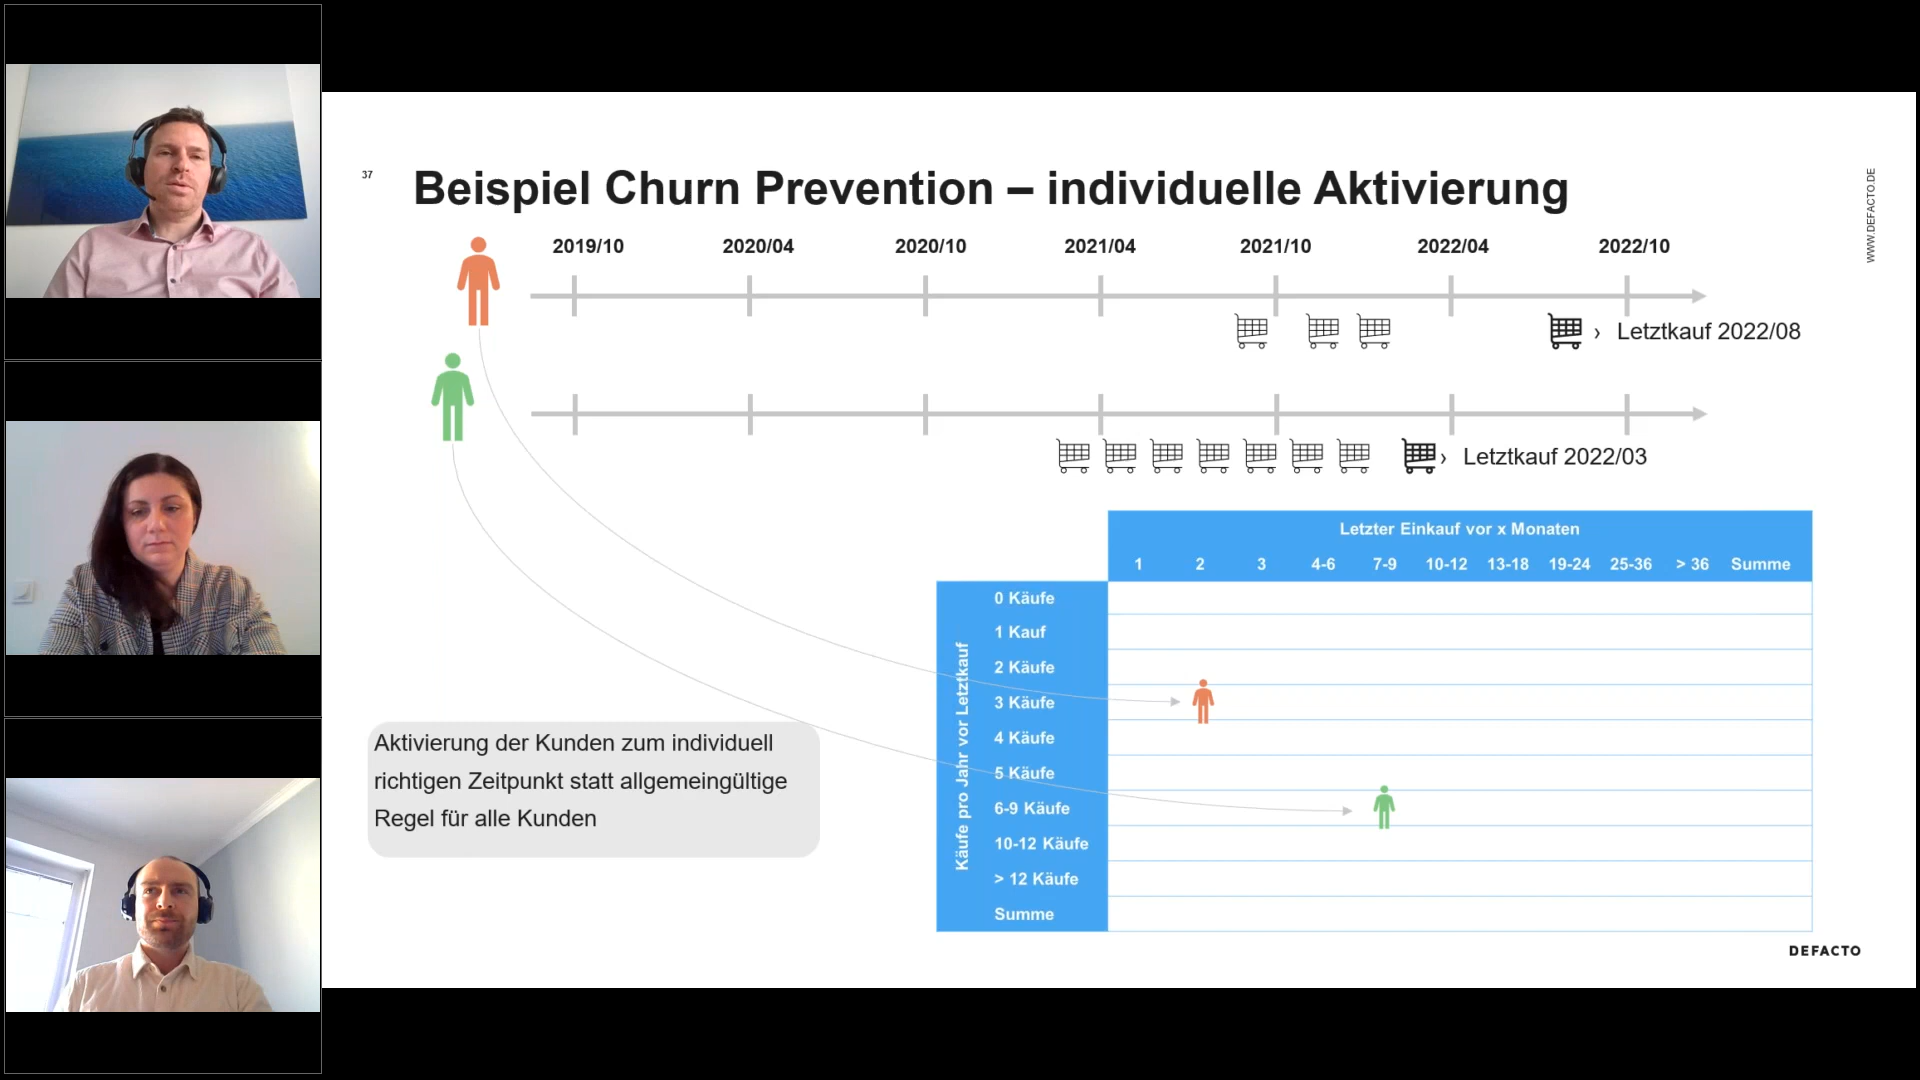 37
Beispiel Churn Prevention – individuelle Aktivierung
WWW.DEFACTO.DE
2019/10 2020/04 2020/10 2021/04 2021/10 2022/04 2022/10
› Letztkauf 2022/08
› Letztkauf 2022/03
Letzter Einkauf vor x Monaten
1 2 3 4-6 7-9 10-12 13-18 19-24 25-36 > 36 Summe
Käufe pro Jahr vor Letztkauf
0 Käufe
1 Kauf
2 Käufe
3 Käufe
4 Käufe
5 Käufe
6-9 Käufe
10-12 Käufe
> 12 Käufe
Summe
Aktivierung der Kunden zum individuell
richtigen Zeitpunkt statt allgemeingültige
Regel für alle Kunden
DEFACTO